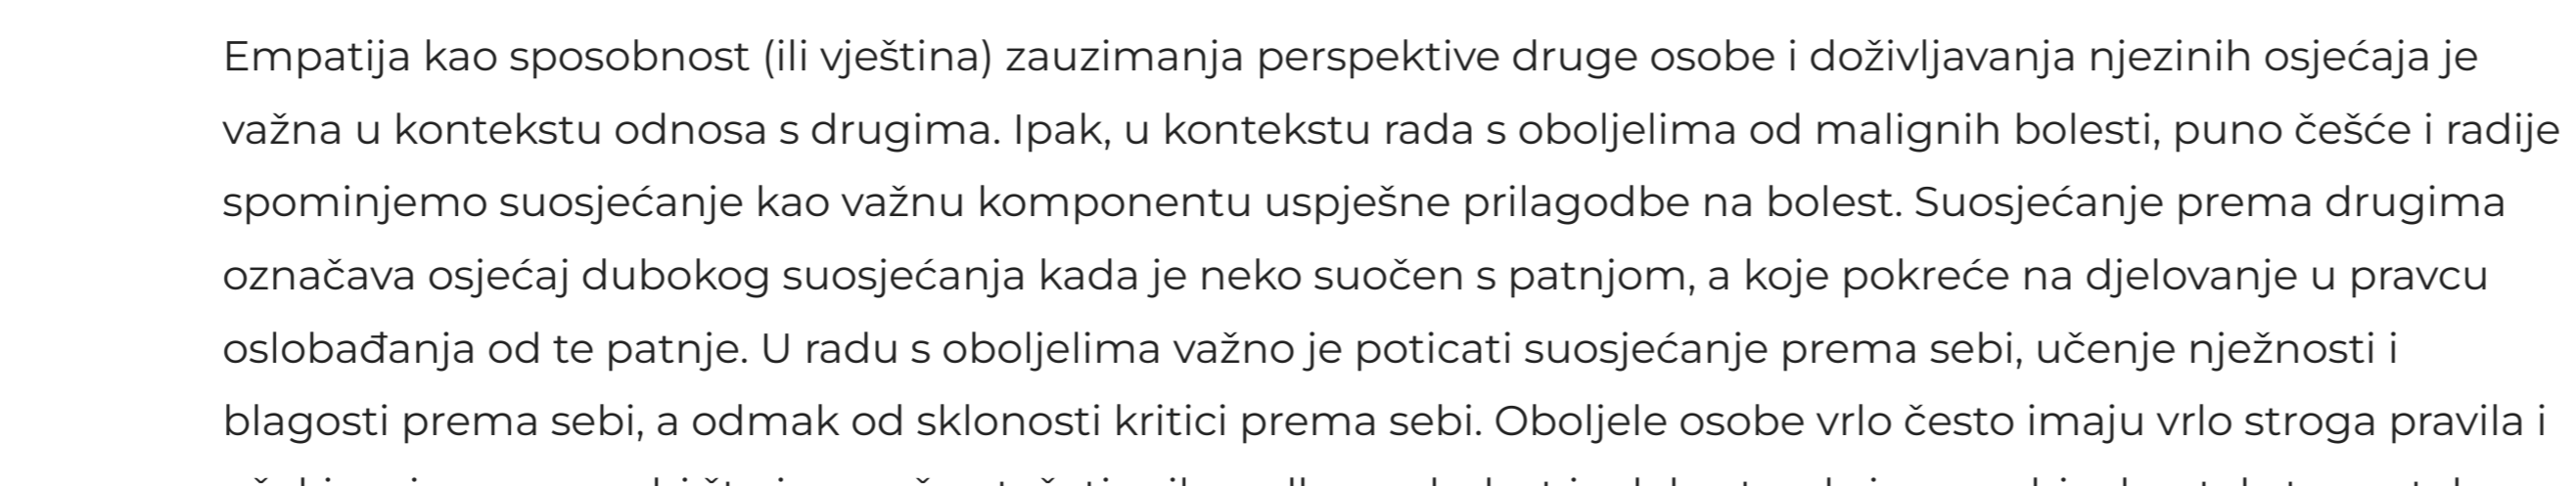 Empatija kao sposobnost (ili vještina) zauzimanja perspektive druge osobe i doživljavanja njezinih osjećaja je
važna u kontekstu odnosa s drugima. Ipak, u kontekstu rada s oboljelima od malignih bolesti, puno češće i radije
spominjemo suosjećanje kao važnu komponentu uspješne prilagodbe na bolest. Suosjećanje prema drugima
označava osjećaj dubokog suosjećanja kada je neko suočen s patnjom, a koje pokreće na djelovanje u pravcu
oslobađanja od te patnje. U radu s oboljelima važno je poticati suosjećanje prema sebi, učenje nježnosti i
blagosti prema sebi, a odmak od sklonosti kritici prema sebi. Oboljele osobe vrlo često imaju vrlo stroga pravila i